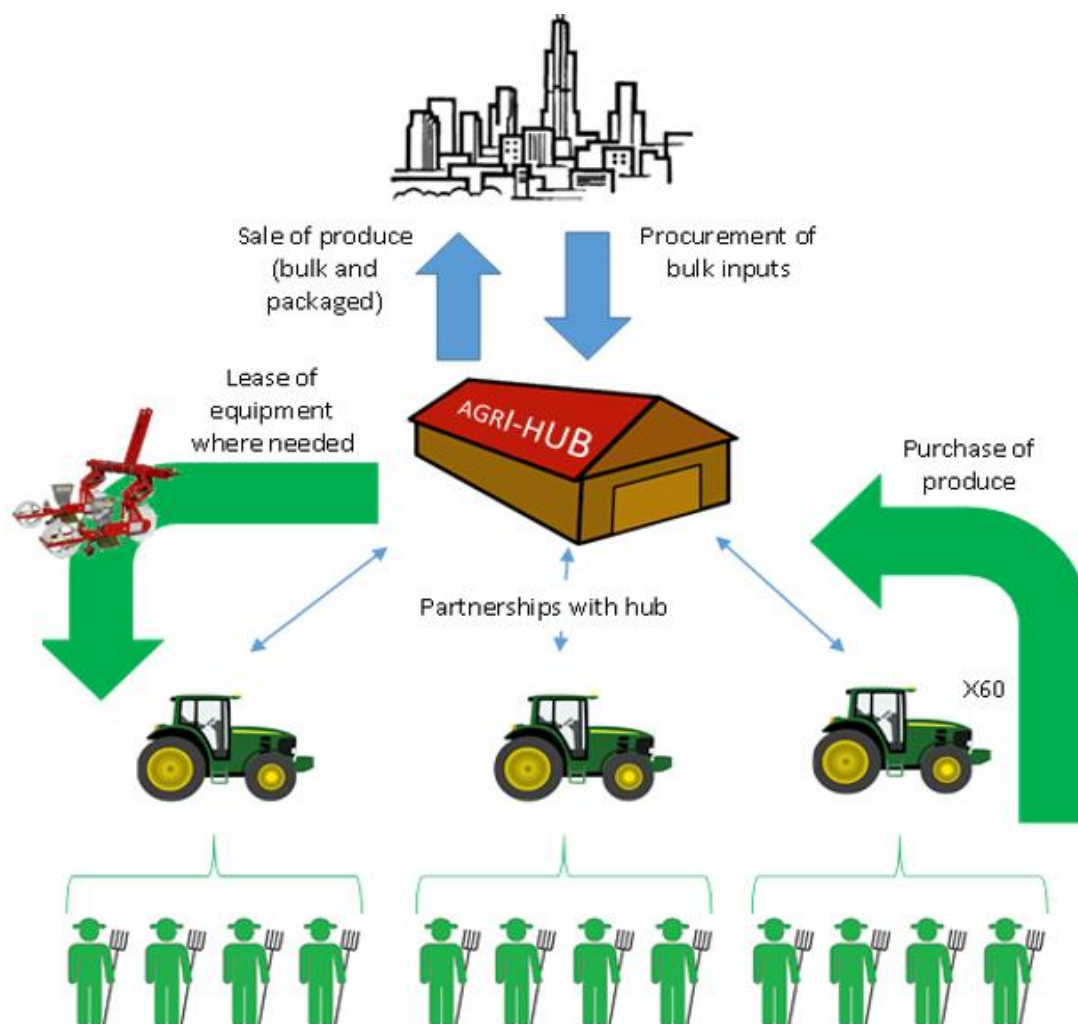 Sale of produce
(bulk and
packaged)
Procurement of
bulk inputs
Lease of
equipment
where needed
AGRI-HUB
Purchase of
produce
Partnerships with hub
X60